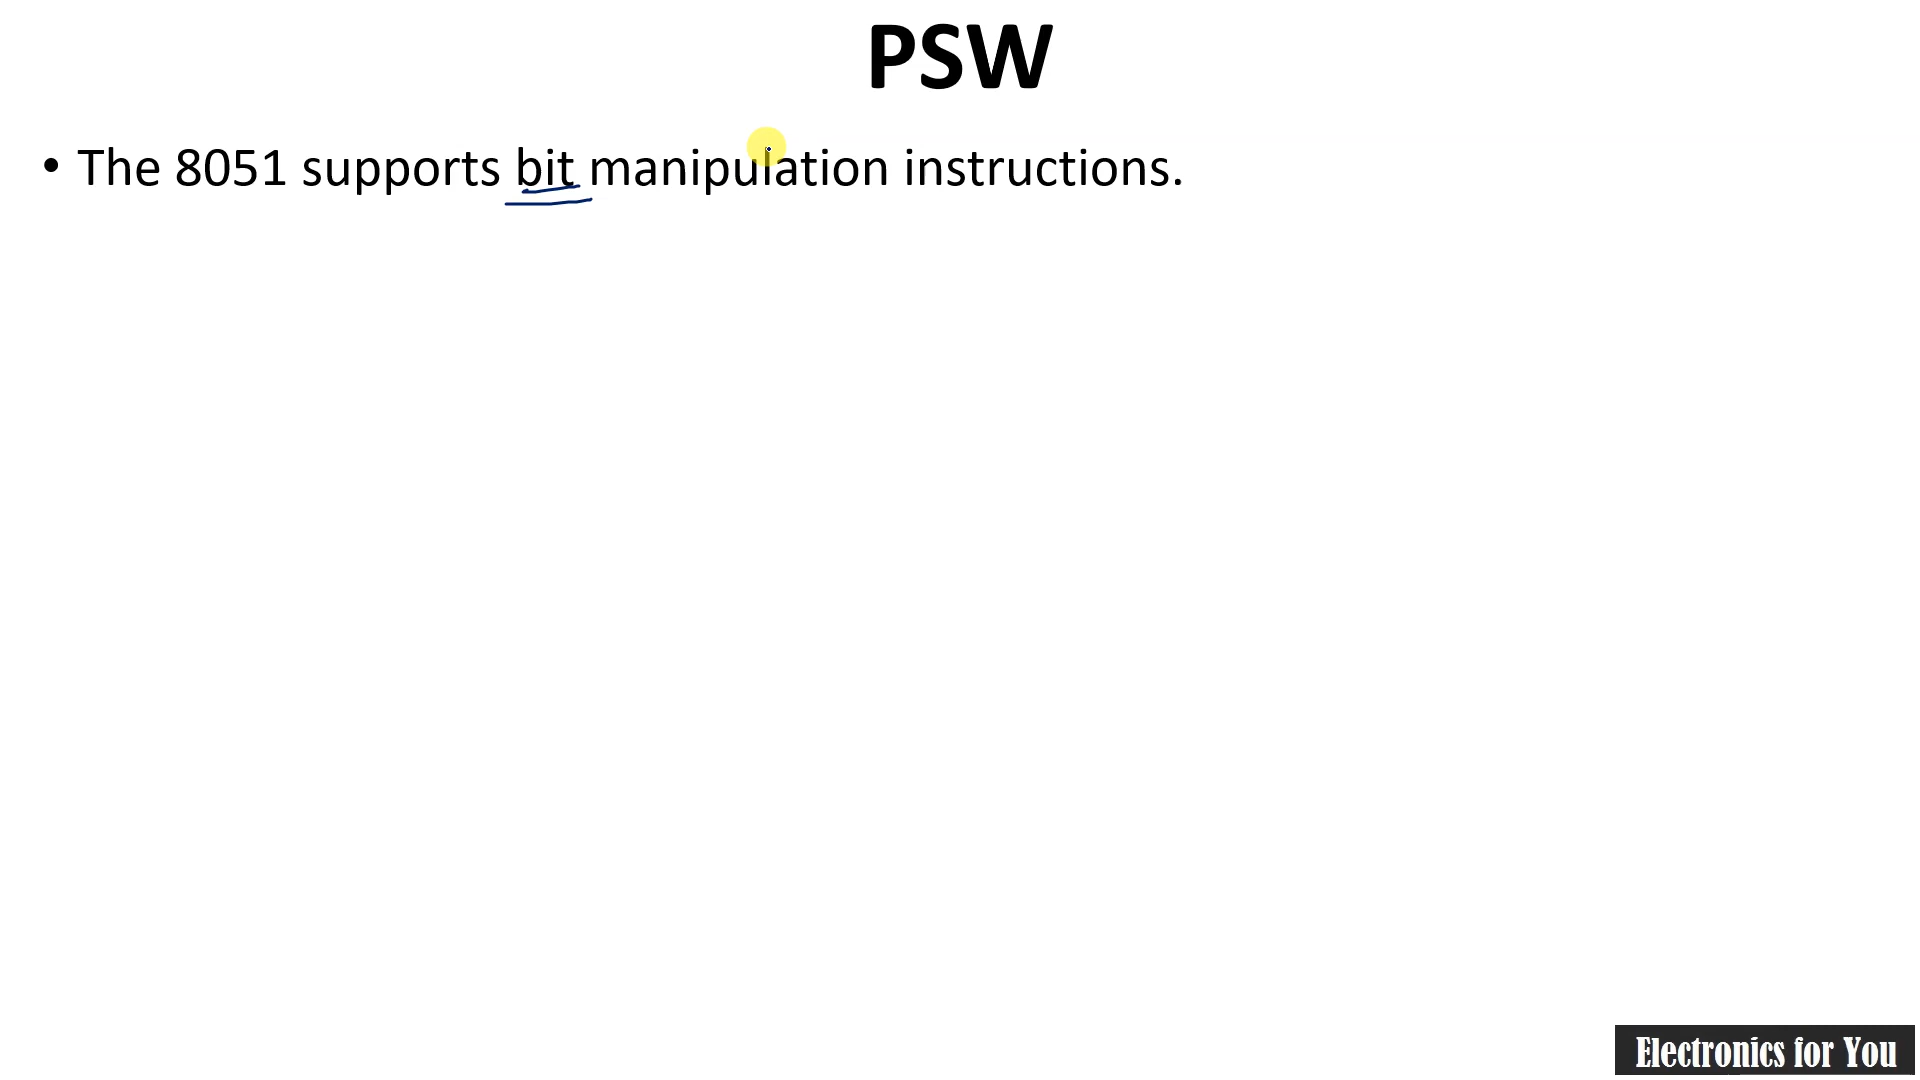 PSW
• The 8051 supports bit manipulation instructions.
Electronics for You